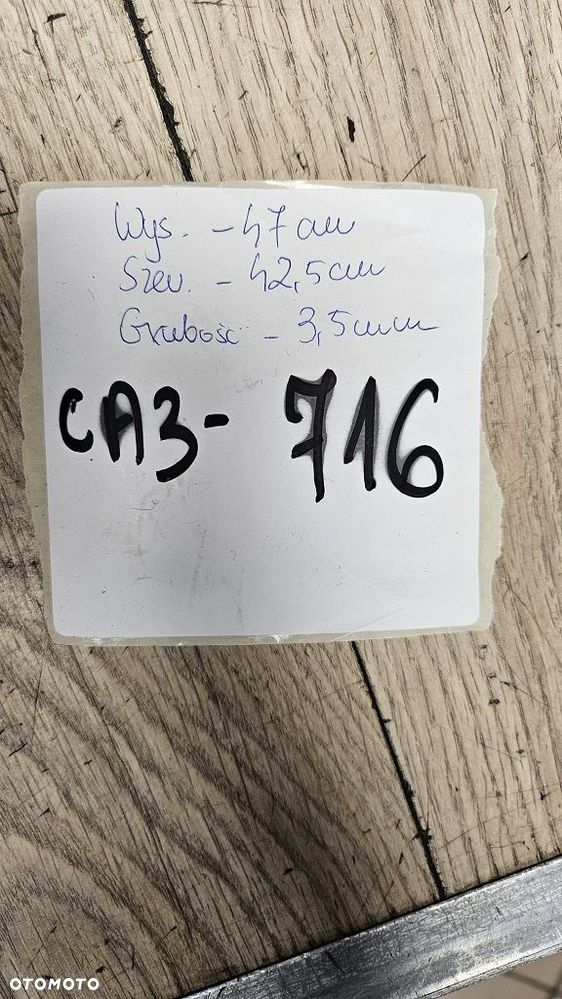 Wys. - 47cm
Szer. - 42,5cm
Grubość - 3,5mm
CA3- 716
OTOMOTO